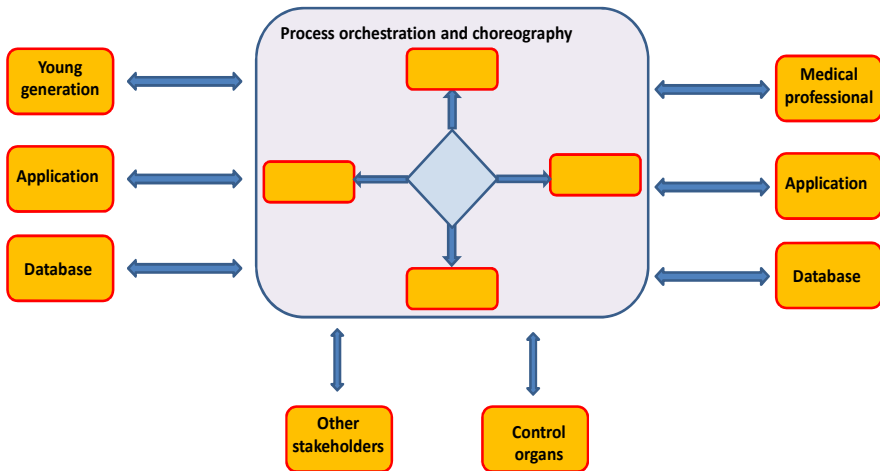 Process orchestration and choreography
Young
generation
Medical
professional
Application
Application
Database
Database
Other
stakeholders
Control
organs